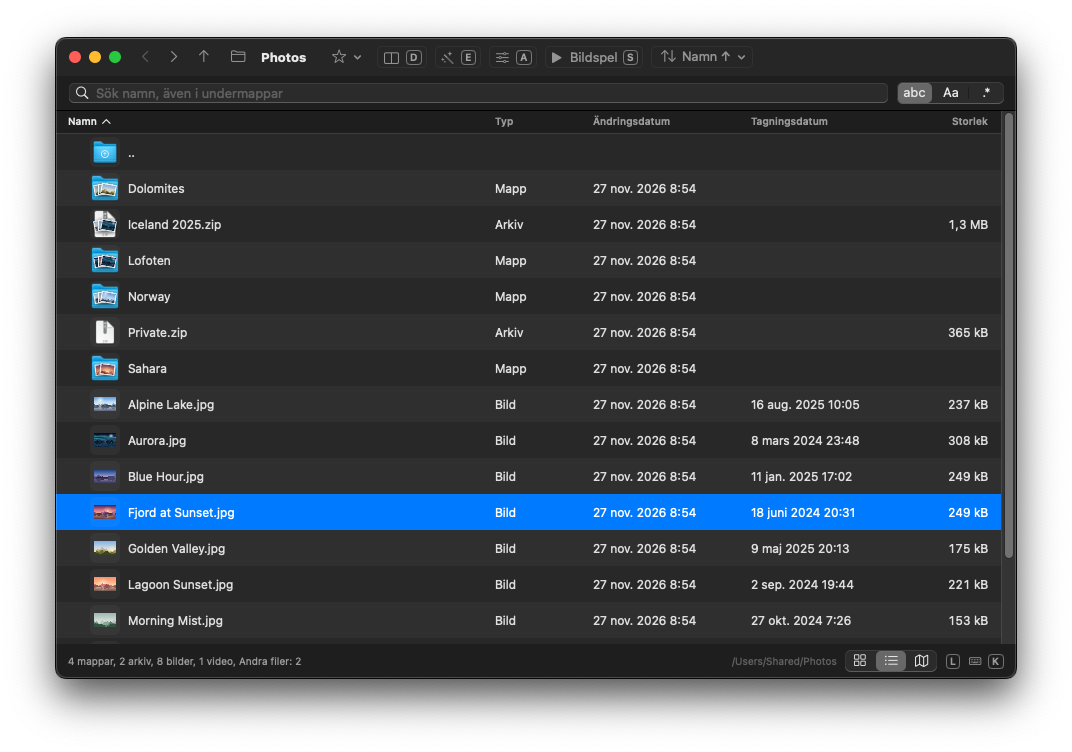 Photos D E A Bildspel S Namn
Sök namn, även i undermappar abc Aa .*
Namn Typ Ändringsdatum Tagningsdatum Storlek
..
Dolomites Mapp 27 nov. 2026 8:54
Iceland 2025.zip Arkiv 27 nov. 2026 8:54 1,3 MB
Lofoten Mapp 27 nov. 2026 8:54
Norway Mapp 27 nov. 2026 8:54
Private.zip Arkiv 27 nov. 2026 8:54 365 kB
Sahara Mapp 27 nov. 2026 8:54
Alpine Lake.jpg Bild 27 nov. 2026 8:54 16 aug. 2025 10:05 237 kB
Aurora.jpg Bild 27 nov. 2026 8:54 8 mars 2024 23:48 308 kB
Blue Hour.jpg Bild 27 nov. 2026 8:54 11 jan. 2025 17:02 249 kB
Fjord at Sunset.jpg Bild 27 nov. 2026 8:54 18 juni 2024 20:31 249 kB
Golden Valley.jpg Bild 27 nov. 2026 8:54 9 maj 2025 20:13 175 kB
Lagoon Sunset.jpg Bild 27 nov. 2026 8:54 2 sep. 2024 19:44 221 kB
Morning Mist.jpg Bild 27 nov. 2026 8:54 27 okt. 2024 7:26 153 kB
4 mappar, 2 arkiv, 8 bilder, 1 video, Andra filer: 2 /Users/Shared/Photos L K